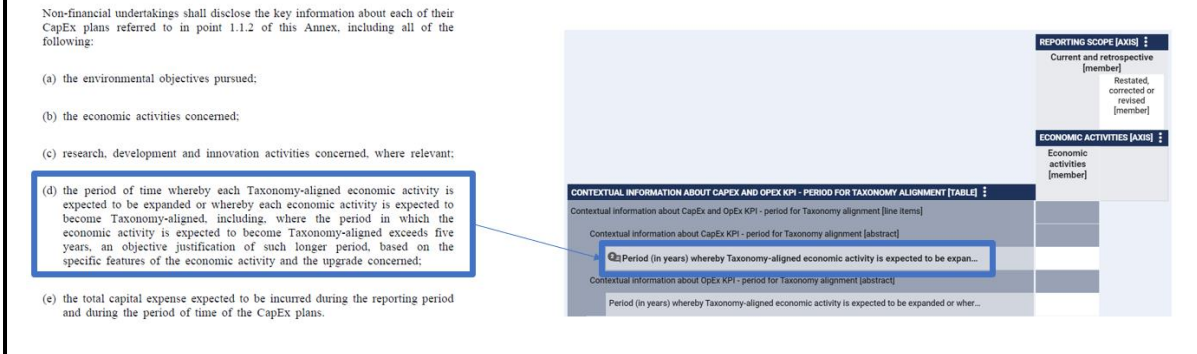 Non-financial undertakings shall disclose the key information about each of their
CapEx plans referred to in point 1.1.2 of this Annex, including all of the
following:
(a) the environmental objectives pursued;
(b) the economic activities concerned;
(c) research, development and innovation activities concerned, where relevant;
(d) the period of time whereby each Taxonomy-aligned economic activity is
expected to be expanded or whereby each economic activity is expected to
become Taxonomy-aligned, including, where the period in which the
economic activity is expected to become Taxonomy-aligned exceeds five
years, an objective justification of such longer period, based on the
specific features of the economic activity and the upgrade concerned;
(e) the total capital expense expected to be incurred during the reporting period
and during the period of time of the CapEx plans.
REPORTING SCOPE [AXIS]
Current and retrospective
[member]
Restated,
corrected or
revised
[member]
ECONOMIC ACTIVITIES [AXIS]
Economic
activities
[member]
CONTEXTUAL INFORMATION ABOUT CAPEX AND OPEX KPI - PERIOD FOR TAXONOMY ALIGNMENT [TABLE]
Contextual information about CapEx and OpEx KPI - period for Taxonomy alignment [line items]
Contextual information about CapEx KPI - period for Taxonomy alignment [abstract]
Period (in years) whereby Taxonomy-aligned economic activity is expected to be expan...
Contextual information about OpEx KPI - period for Taxonomy alignment [abstract]
Period (in years) whereby Taxonomy-aligned economic activity is expected to be expanded or wher...